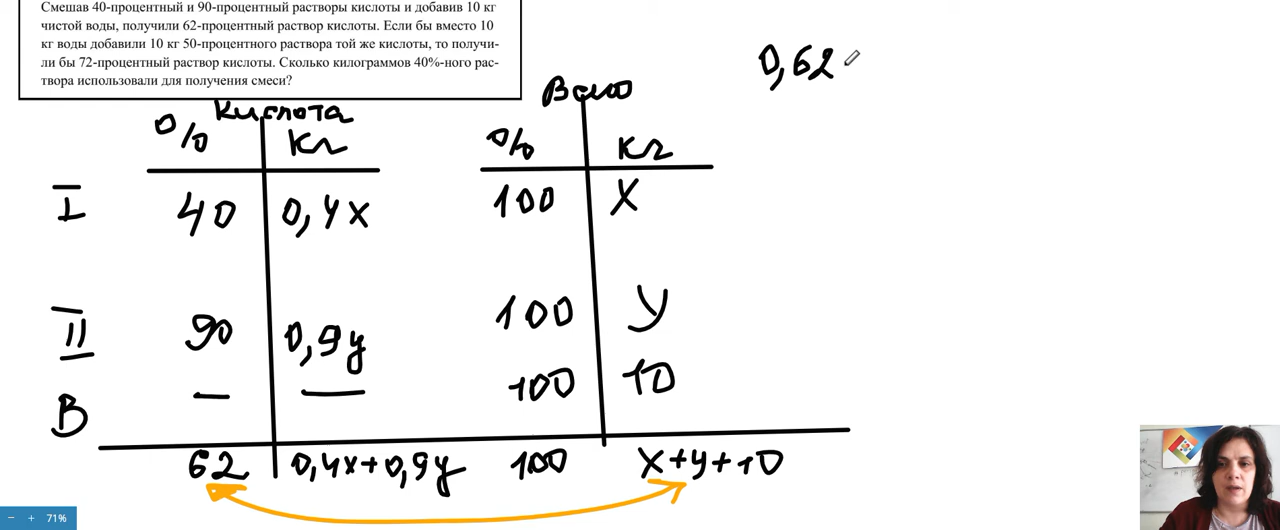 Смешав 40-процентный и 90-процентный растворы кислоты и добавив 10 кг
чистой воды, получили 62-процентный раствор кислоты. Если бы вместо 10
кг воды добавили 10 кг 50-процентного раствора той же кислоты, то получи-
ли бы 72-процентный раствор кислоты. Сколько килограммов 40%-ного рас-
твора использовали для получения смеси?
0,62
Кислота Всего
% кг % кг
I 40 0,4x 100 x
II 90 0,9y 100 y
В — — 100 10
62 0,4x+0,9y 100 x+y+10
− + 71%